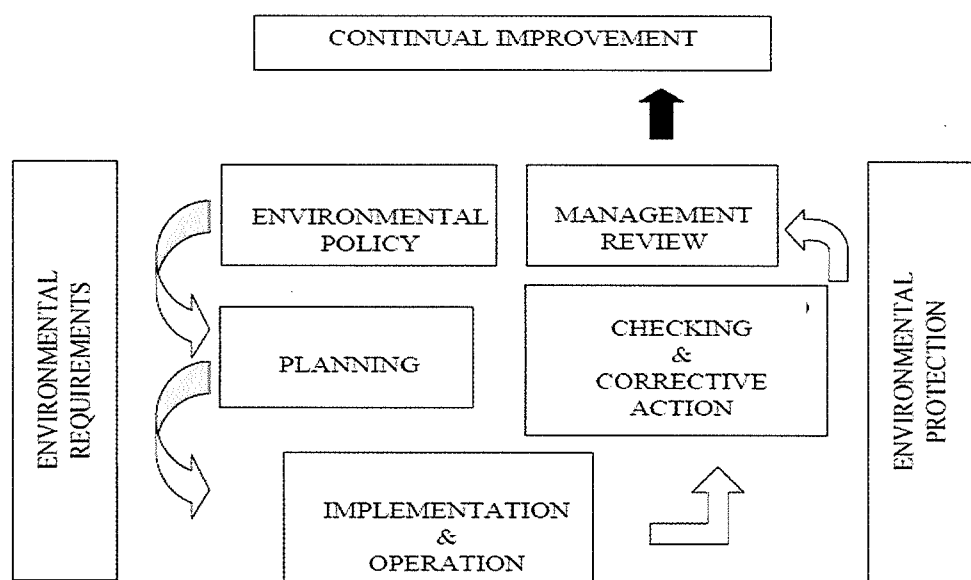 CONTINUAL IMPROVEMENT
ENVIRONMENTAL
REQUIREMENTS
ENVIRONMENTAL
POLICY
MANAGEMENT
REVIEW
PLANNING
CHECKING
&
CORRECTIVE
ACTION
IMPLEMENTATION
&
OPERATION
ENVIRONMENTAL
PROTECTION